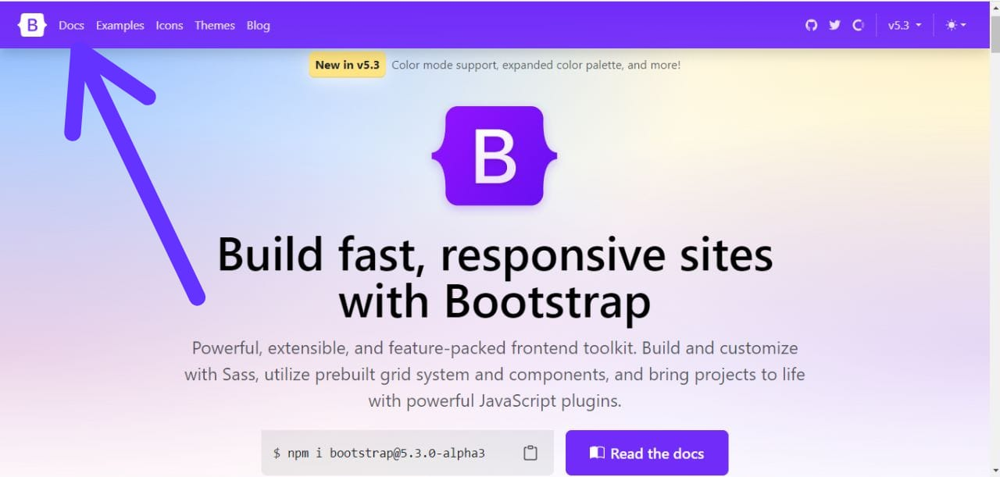 B Docs Examples Icons Themes Blog v5.3
New in v5.3 Color mode support, expanded color palette, and more!
B
Build fast, responsive sites
with Bootstrap
Powerful, extensible, and feature-packed frontend toolkit. Build and customize
with Sass, utilize prebuilt grid system and components, and bring projects to life
with powerful JavaScript plugins.
$ npm i bootstrap@5.3.0-alpha3 Read the docs